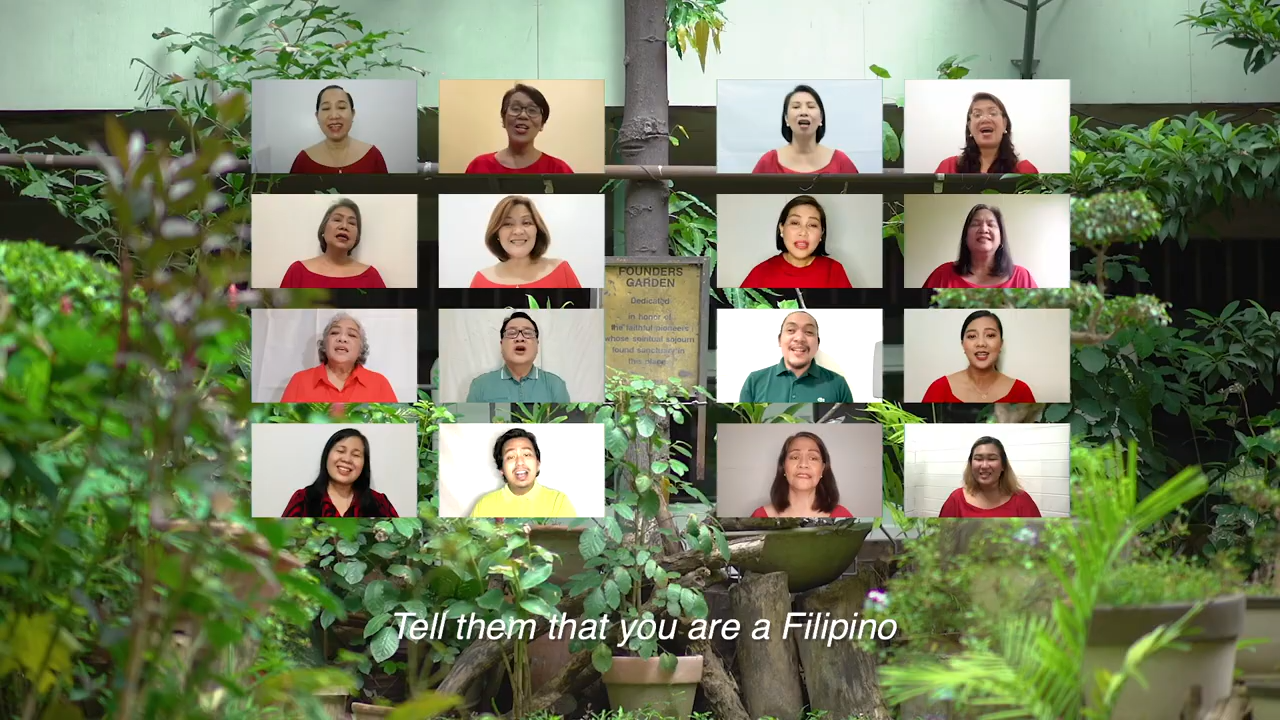 FOUNDERS
GARDEN
Dedicated
in honor of
the faithful pioneers
whose spiritual sojourn
found sanctuary in
this place
Tell them that you are a Filipino